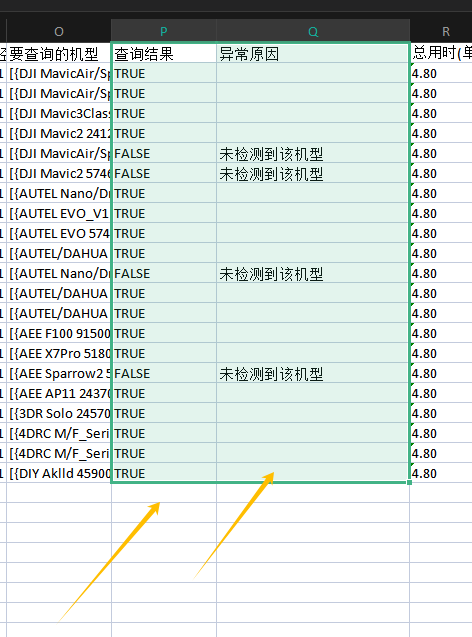 O P Q R
要查询的机型 查询结果 异常原因 总用时(单
[{DJI MavicAir/Sp TRUE 4.80
[{DJI MavicAir/Sp TRUE 4.80
[{DJI Mavic3Class TRUE 4.80
[{DJI Mavic2 2412 TRUE 4.80
[{DJI MavicAir/Sp FALSE 未检测到该机型 4.80
[{DJI Mavic2 5746 FALSE 未检测到该机型 4.80
[{AUTEL Nano/Dr TRUE 4.80
[{AUTEL EVO_V1 TRUE 4.80
[{AUTEL EVO 574 TRUE 4.80
[{AUTEL/DAHUA TRUE 4.80
[{AUTEL Nano/Dr FALSE 未检测到该机型 4.80
[{AUTEL/DAHUA TRUE 4.80
[{AUTEL/DAHUA TRUE 4.80
[{AEE F100 91500 TRUE 4.80
[{AEE X7Pro 5180 TRUE 4.80
[{AEE Sparrow2 5 FALSE 未检测到该机型 4.80
[{AEE AP11 24370 TRUE 4.80
[{3DR Solo 24570 TRUE 4.80
[{4DRC M/F_Seri TRUE 4.80
[{4DRC M/F_Seri TRUE 4.80
[{DIY Aklld 45900 TRUE 4.80